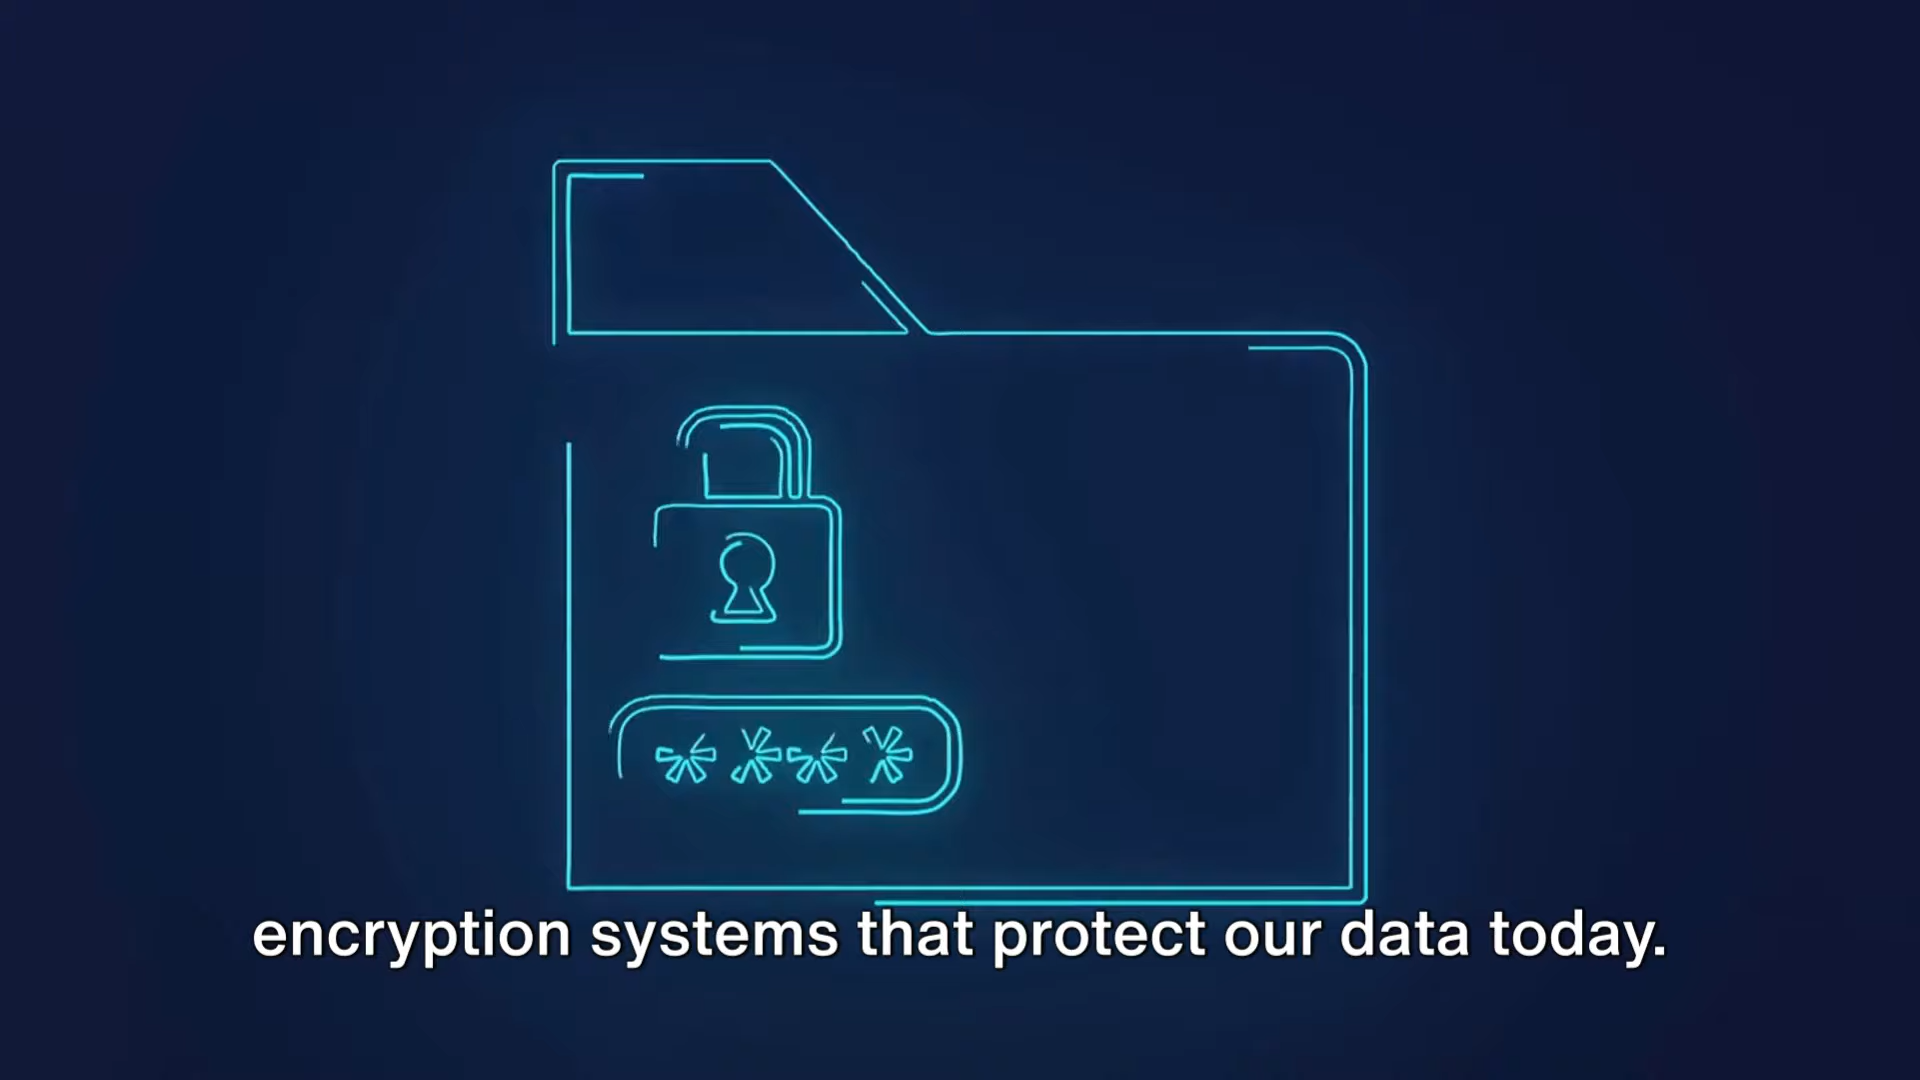 ****
encryption systems that protect our data today.